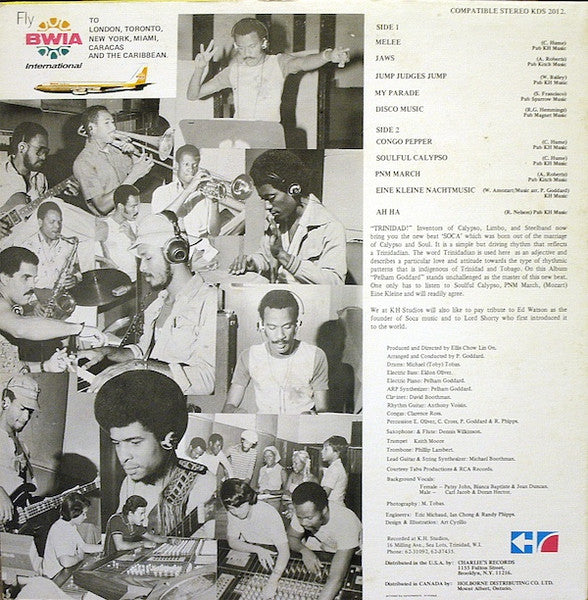 Fly
TO
BWIA
International
LONDON, TORONTO,
NEW YORK, MIAMI,
CARACAS
AND THE CARIBBEAN.
COMPATIBLE STEREO KDS 2012.
SIDE 1
MELEE (C. Hume)
Pub KH Music
JAWS (A. Roberts)
Pub Kitch Music
JUMP JUDGES JUMP (W. Bailey)
Pub KH Music
MY PARADE (S. Francisco)
Pub Sparrow Music
DISCO MUSIC (R.G. Hemmings)
Pub Magnet Music
SIDE 2
CONGO PEPPER (C. Hume)
Pub KH Music
SOULFUL CALYPSO (C. Hume)
Pub KH Music
PNM MARCH (A. Roberts)
Pub Kitch Music
EINE KLEINE NACHTMUSIC (W. Amozart/Music arr. P. Goddard)
KH Music
AH HA (R. Nelson) Pub KH Music
"TRINIDAD!" Inventors of Calypso, Limbo, and Steelband now
bring you the new beat 'SOCA' which was born out of the marriage
of Calypso and Soul. It is a simple but driving rhythm that reflects
a Trinidadian. The word Trinidadian is used here as an adjective and
describes a particular love and attitude towards the type of rhythmic
patterns that is indigenous of Trinidad and Tobago. On this Album
"Pelham Goddard" stands unchallenged as the master of this new beat.
One only has to listen to Soulful Calypso, PNM March, (Mozart)
Eine Kleine and will readily agree.
We at K.H Studios will also like to pay tribute to Ed Watson as the
founder of Soca music and to Lord Shorty who first introduced it
to the world.
Produced and Directed by Ellis Chow Lin On.
Arranged and Conducted by P. Goddard.
Drums: Michael (Toby) Tobas.
Electric Bass: Eldon Oliver.
Electric Piano: Pelham Goddard.
ARP Synthesizer: Pelham Goddard.
Clavinet: David Boothman.
Rhythm Guitar: Anthony Voisin.
Congas: Clarence Ross.
Percussion E. Oliver, C. Cross, P. Goddard & R. Phipps.
Saxophone: & Flute: Dennis Wilkinson.
Trumpet Keith Moore
Trombone: Phillip Lambert.
Lead Guitar & String Synthesizer: Michael Boothman.
Courtesy Tabu Productions & RCA Records.
Background Vocals:
Female – Patsy John, Bianca Baptiste & Joan Duncan.
Male – Carl Jacob & Doran Hector.
Photography: M. Tobas.
Engineers: Eric Michaud, Ian Chong & Randy Phipps.
Design & Illustration: Art Cyrillo
Recorded at K.H. Studios,
16 Milling Ave., Sea Lots, Trinidad, W.I.
Phone: 62-31092, 62-37435.
Distributed in the U.S.A. by: CHARLIE'S RECORDS
1155 Fulton Street,
Brooklyn, N.Y. 11216.
Distributed in CANADA by: HOLBORNE DISTRIBUTING CO. LTD.
Mount Albert, Ontario.